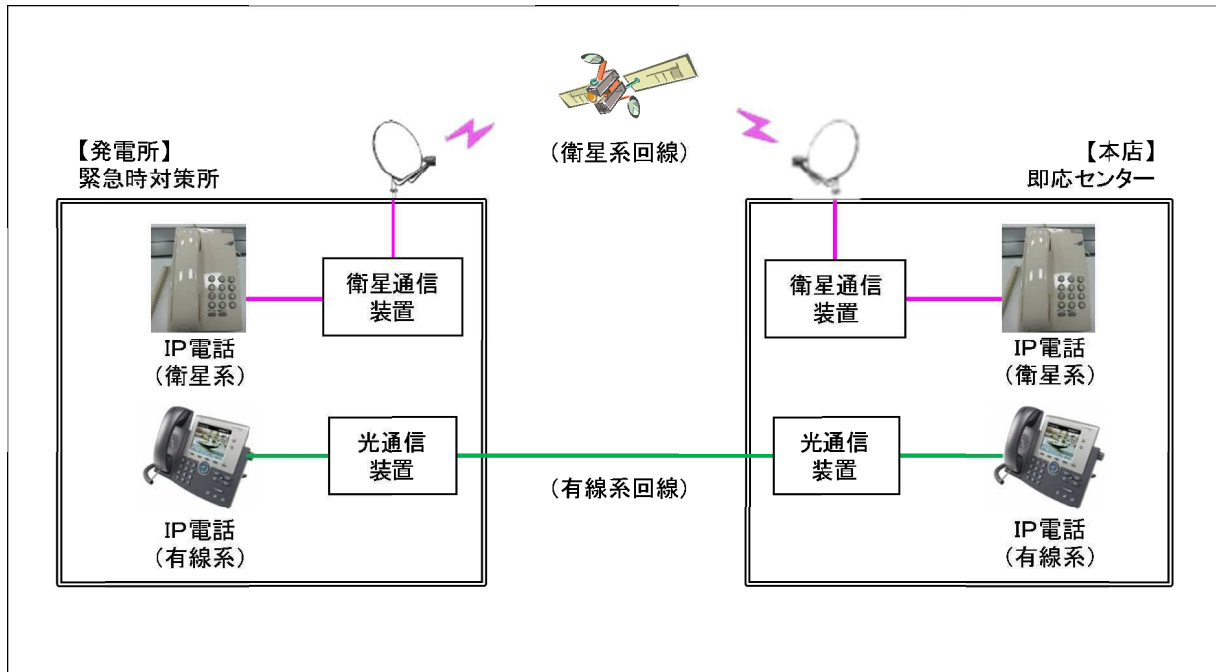 (衛星系回線)
【発電所】
緊急時対策所
【本店】
即応センター
衛星通信
装置
IP電話
(衛星系)
光通信
装置
IP電話
(有線系)
(有線系回線)
衛星通信
装置
IP電話
(衛星系)
光通信
装置
IP電話
(有線系)